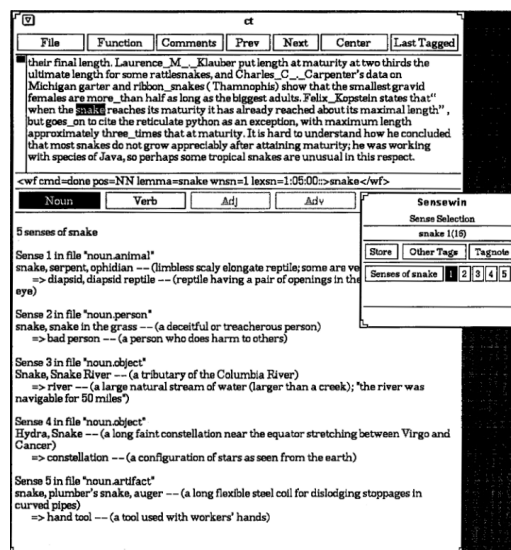 ct
File Function Comments Prev Next Center Last Tagged
their final length. Laurence_M_._Klauber put length at maturity at two thirds the
ultimate length for some rattlesnakes, and Charles_C_._Carpenter's data on
Michigan garter and ribbon_snakes ( Thamnophis) show that the smallest gravid
females are more_than half as long as the biggest adults. Felix_Kopstein states that"
when the snake reaches its maturity it has already reached about its maximal length" ,
but goes_on to cite the reticulate python as an exception, with maximum length
approximately three_times that at maturity. It is hard to understand how he concluded
that most snakes do not grow appreciably after attaining maturity; he was working
with species of Java, so perhaps some tropical snakes are unusual in this respect.
<wf cmd=done pos=NN lemma=snake wnsn=1 lexsn=1:05:00::>snake</wf>
Noun Verb Adj Adv
Sensewin
Sense Selection
snake 1(16)
Store Other Tags Tagnote
Senses of snake 1 2 3 4 5
5 senses of snake
Sense 1 in file "noun.animal"
snake, serpent, ophidian -- (limbless scaly elongate reptile; some are ve
=> diapsid, diapsid reptile -- (reptile having a pair of openings in the
eye)
Sense 2 in file "noun.person"
snake, snake in the grass -- (a deceitful or treacherous person)
=> bad person -- (a person who does harm to others)
Sense 3 in file "noun.object"
Snake, Snake River -- (a tributary of the Columbia River)
=> river -- (a large natural stream of water (larger than a creek); "the river was
navigable for 50 miles")
Sense 4 in file "noun.object"
Hydra, Snake -- (a long faint constellation near the equator stretching between Virgo and
Cancer)
=> constellation -- (a configuration of stars as seen from the earth)
Sense 5 in file "noun.artifact"
snake, plumber's snake, auger -- (a long flexible steel coil for dislodging stoppages in
curved pipes)
=> hand tool -- (a tool used with workers' hands)